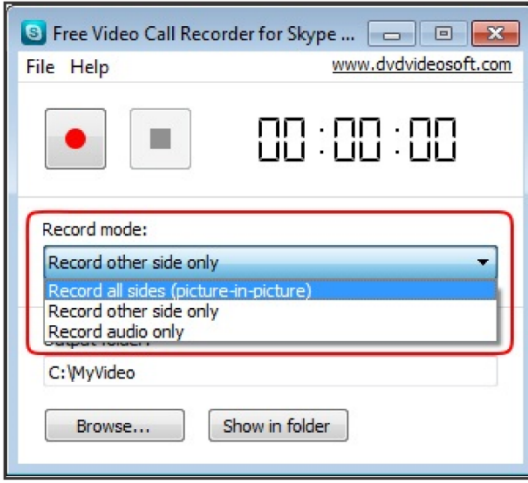 Free Video Call Recorder for Skype ...
File Help www.dvdvideosoft.com
00:00:00
Record mode:
Record other side only
Record all sides (picture-in-picture)
Record other side only
Record audio only
Output folder:
C:\MyVideo
Browse... Show in folder